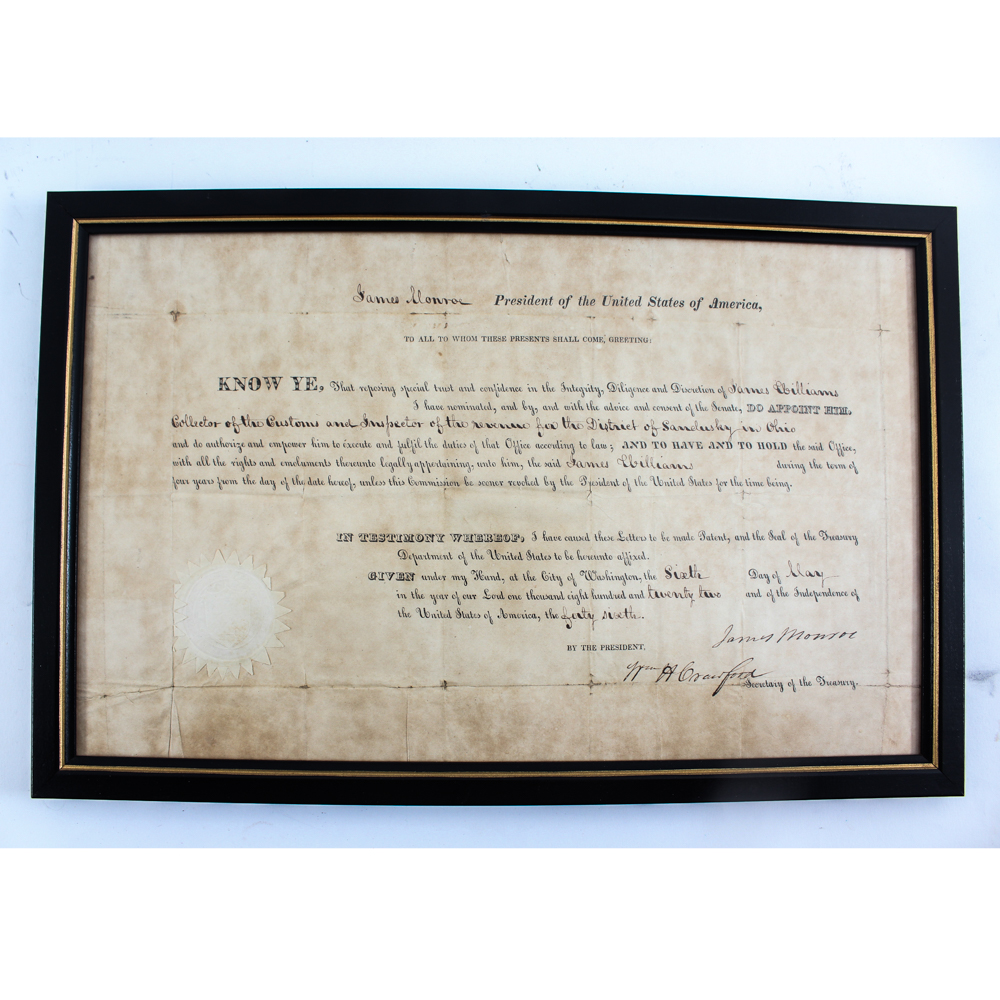 James Monroe President of the United States of America,
TO ALL TO WHOM THESE PRESENTS SHALL COME, GREETING:
KNOW YE, That reposing special trust and confidence in the Integrity, Diligence and Discretion of James Williams
I have nominated, and by, and with the advice and consent of the Senate, DO APPOINT HIM,
Collector of the Customs and Inspector of the revenue for the District of Sandusky in Ohio
and do authorize and empower him to execute and fulfil the duties of that Office according to law; AND TO HAVE AND TO HOLD the said Office,
with all the rights and emoluments thereunto legally appertaining, unto him, the said James Williams during the term of
four years from the day of the date hereof, unless this Commission be sooner revoked by the President of the United States for the time being.
IN TESTIMONY WHEREOF, I have caused these Letters to be made Patent, and the Seal of the Treasury
Department of the United States to be hereunto affixed.
GIVEN under my Hand, at the City of Washington, the Sixth Day of May
in the year of our Lord one thousand eight hundred and twenty two and of the Independence of
the United States of America, the forty sixth.
James Monroe
BY THE PRESIDENT,
Wm H Crawford
Secretary of the Treasury.